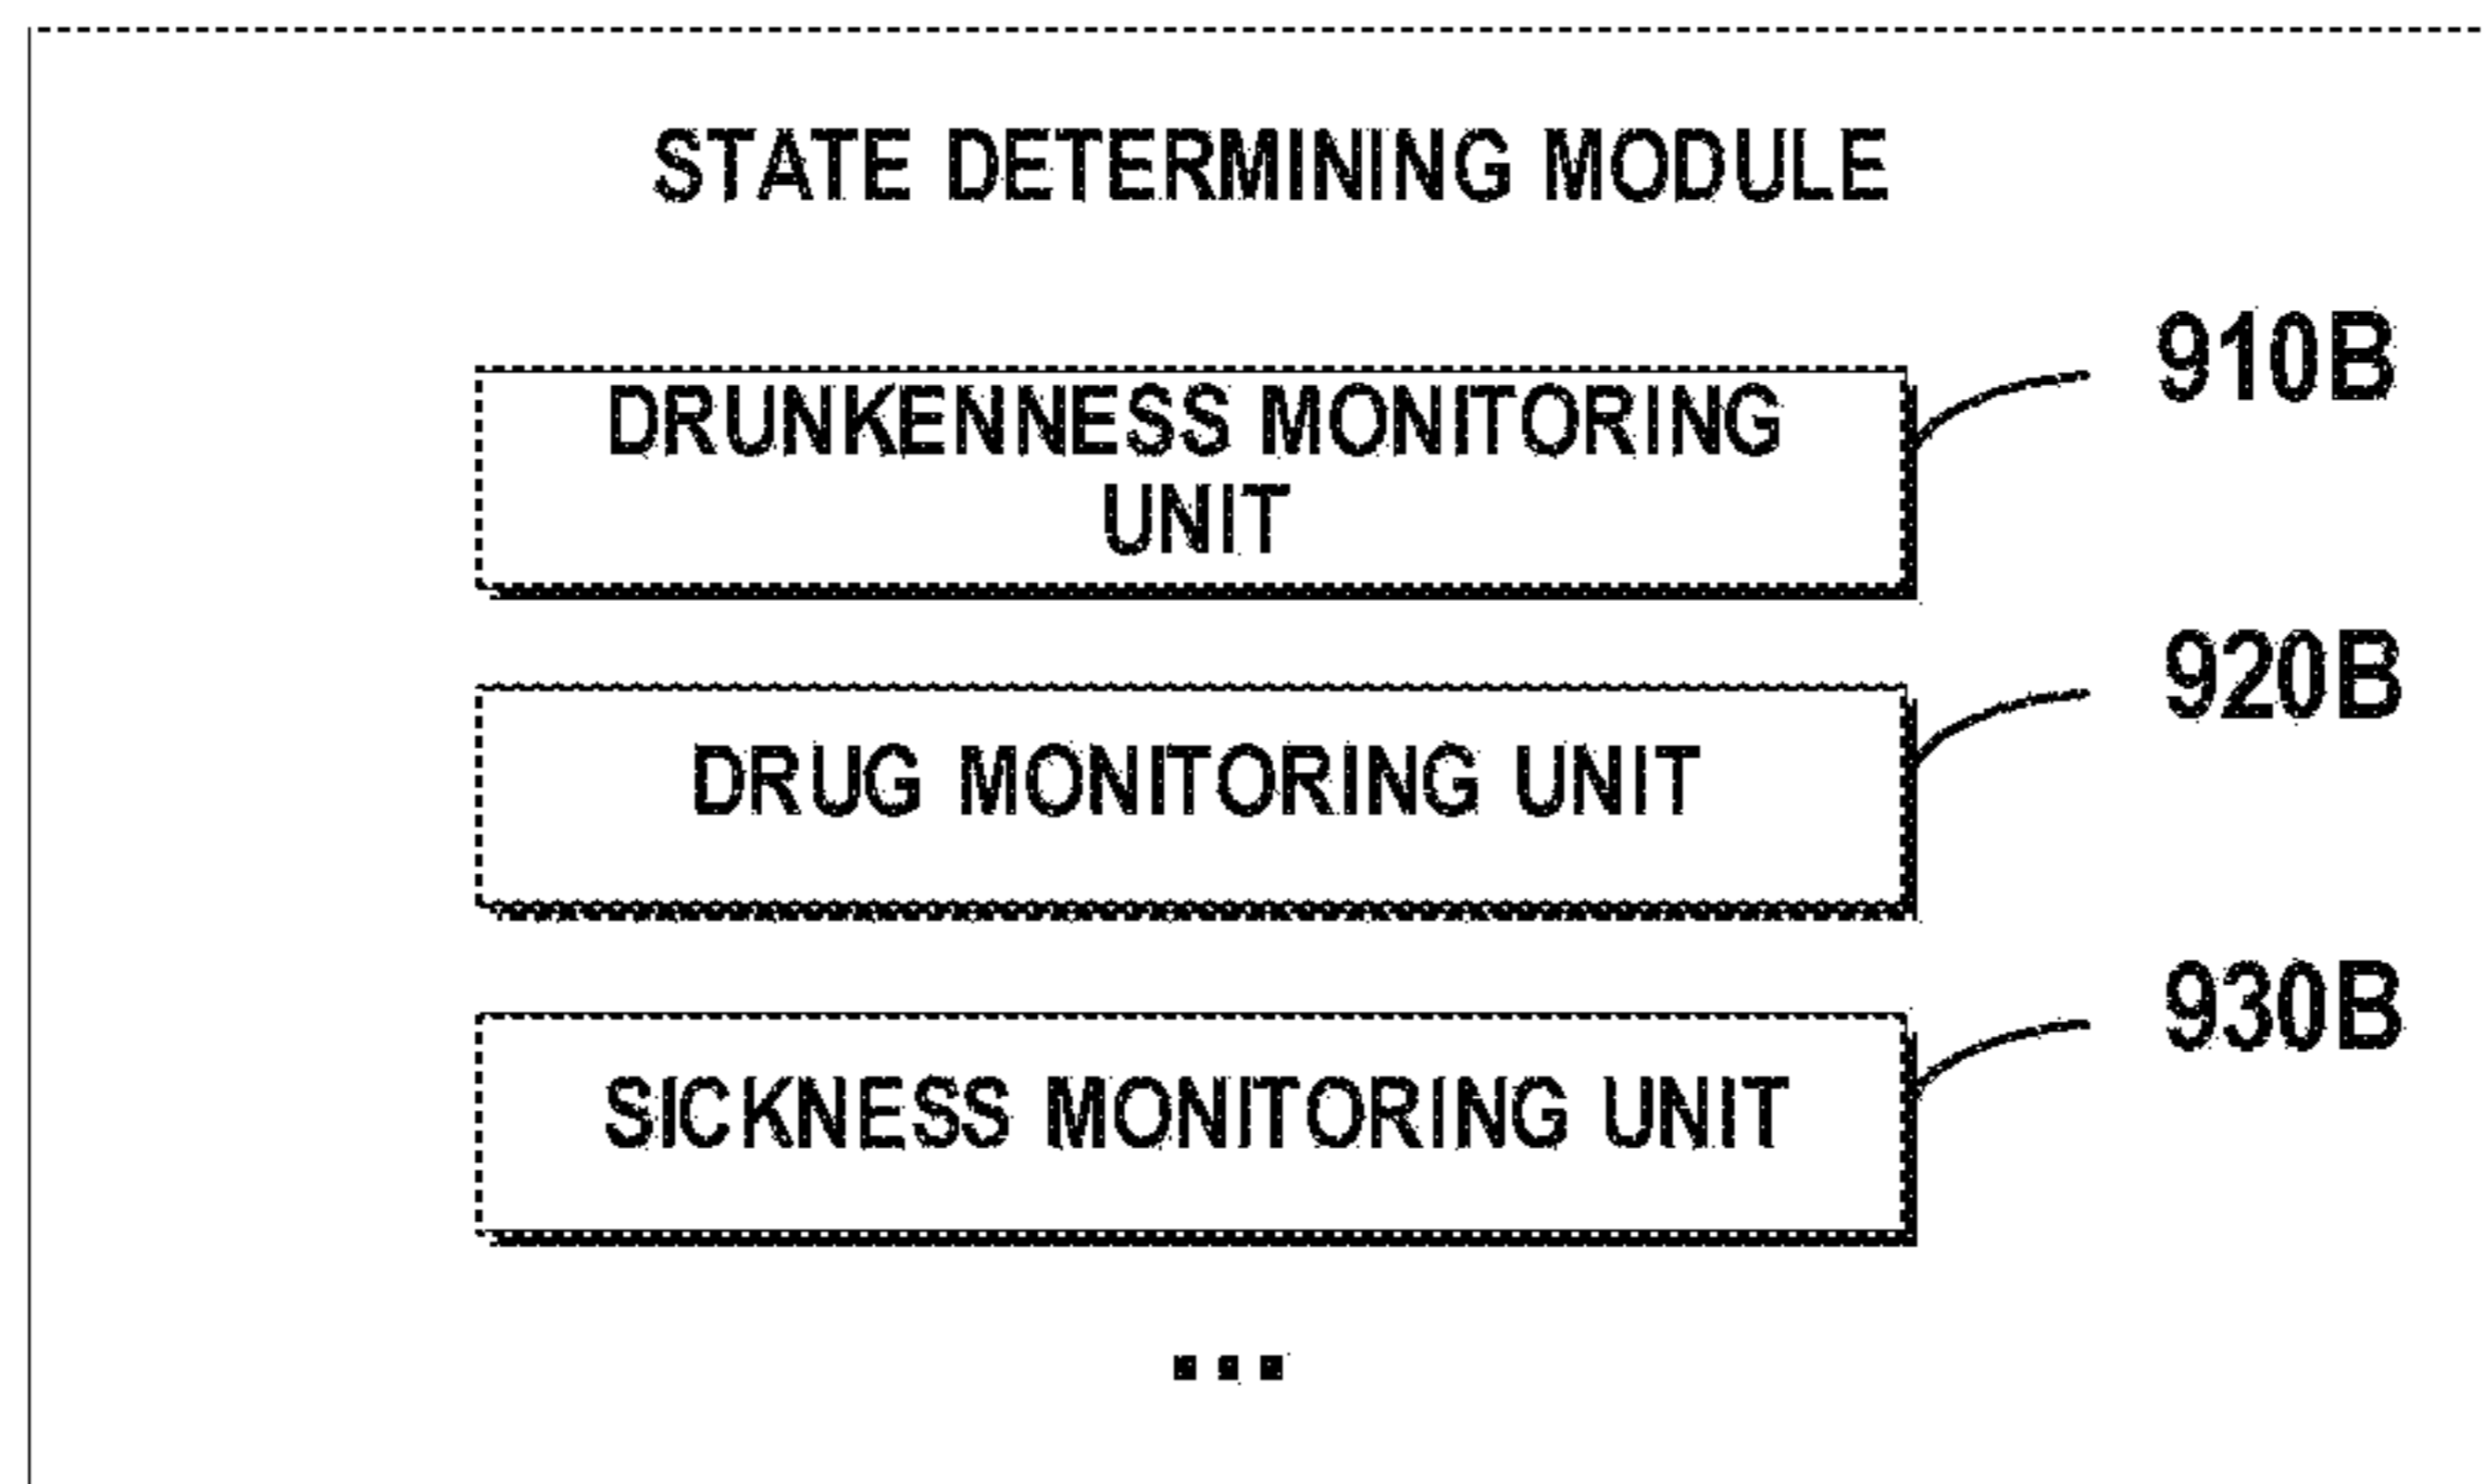 STATE DETERMINING MODULE
910B
DRUNKENNESS MONITORING
UNIT
920B
DRUG MONITORING UNIT
930B
SICKNESS MONITORING UNIT
...